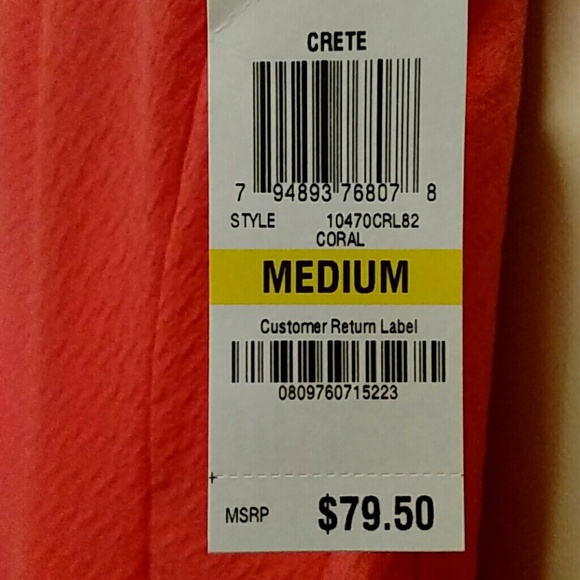 CRETE
7 94893 76807 8
STYLE 10470CRL82
CORAL
MEDIUM
Customer Return Label
0809760715223
MSRP $79.50